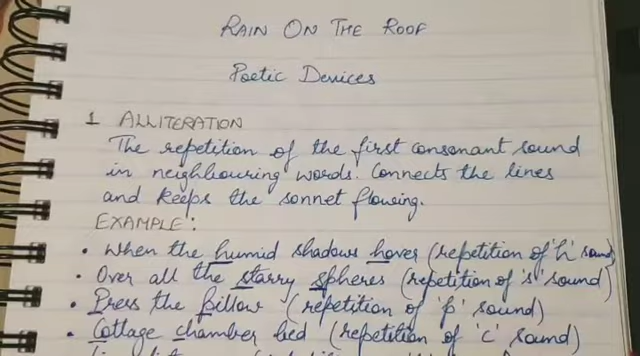 RAIN ON THE ROOF
Poetic Devices
1 ALLITERATION
The repetition of the first consonant sound
in neighbouring words. Connects the lines
and keeps the sonnet flowing.
EXAMPLE:
• When the humid shadows hover (repetition of 'h' sound)
• Over all the starry spheres (repetition of 's' sound)
• Press the pillow (repetition of 'p' sound)
• Cottage chamber bed (repetition of 'c' sound)